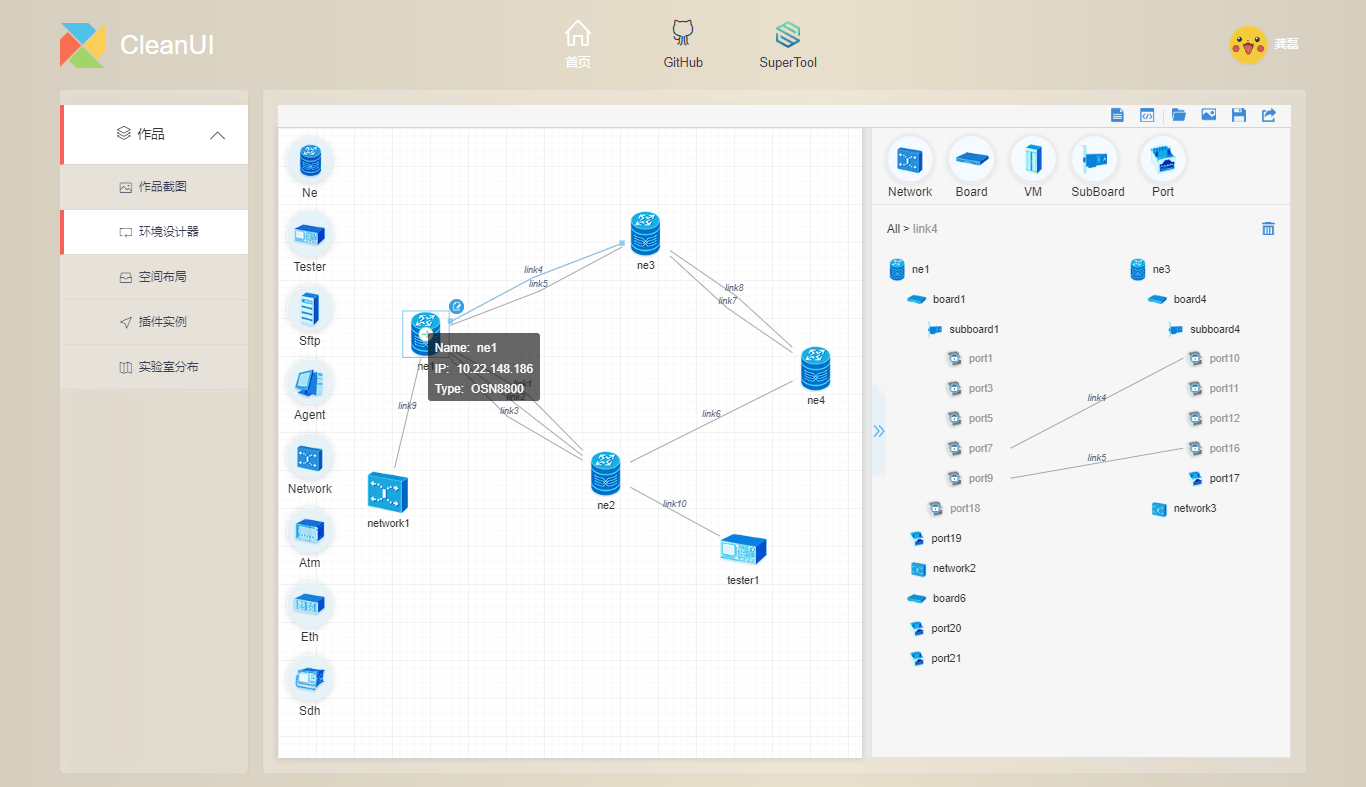 CleanUI
首页
GitHub
SuperTool
龚磊
作品
作品截图
环境设计器
空间布局
插件实例
实验室分布
Ne
Tester
Sftp
Agent
Network
Atm
Eth
Sdh
ne3
link4
link5
link8
link7
ne1
Name: ne1
IP: 10.22.148.186
Type: OSN8800
link1
link2
link3
link9
link6
ne4
network1
ne2
link10
tester1
Network
Board
VM
SubBoard
Port
All > link4
ne1
ne3
board1
board4
subboard1
subboard4
port1
port10
port3
port11
link4
port5
port12
port7
port16
link5
port9
port17
port18
network3
port19
network2
board6
port20
port21